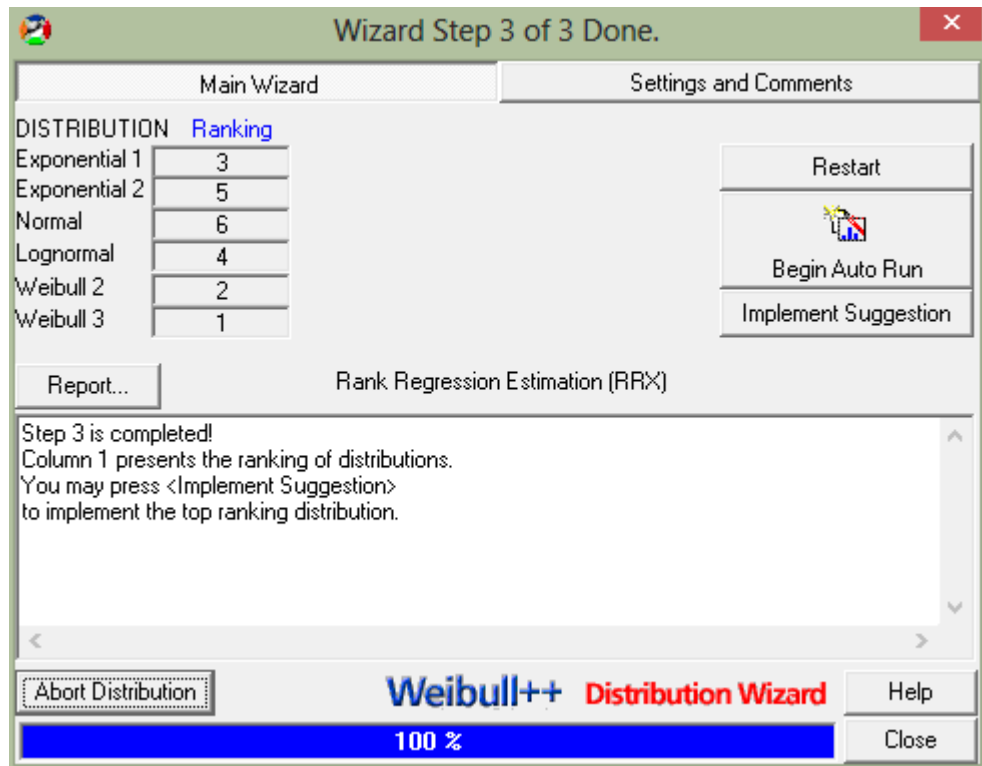 Wizard Step 3 of 3 Done.
Main Wizard Settings and Comments
DISTRIBUTION Ranking
Exponential 1 3
Exponential 2 5
Normal 6
Lognormal 4
Weibull 2 2
Weibull 3 1
Restart
Begin Auto Run
Implement Suggestion
Report... Rank Regression Estimation (RRX)
Step 3 is completed!
Column 1 presents the ranking of distributions.
You may press <Implement Suggestion>
to implement the top ranking distribution.
Abort Distribution Weibull++ Distribution Wizard Help
100 % Close